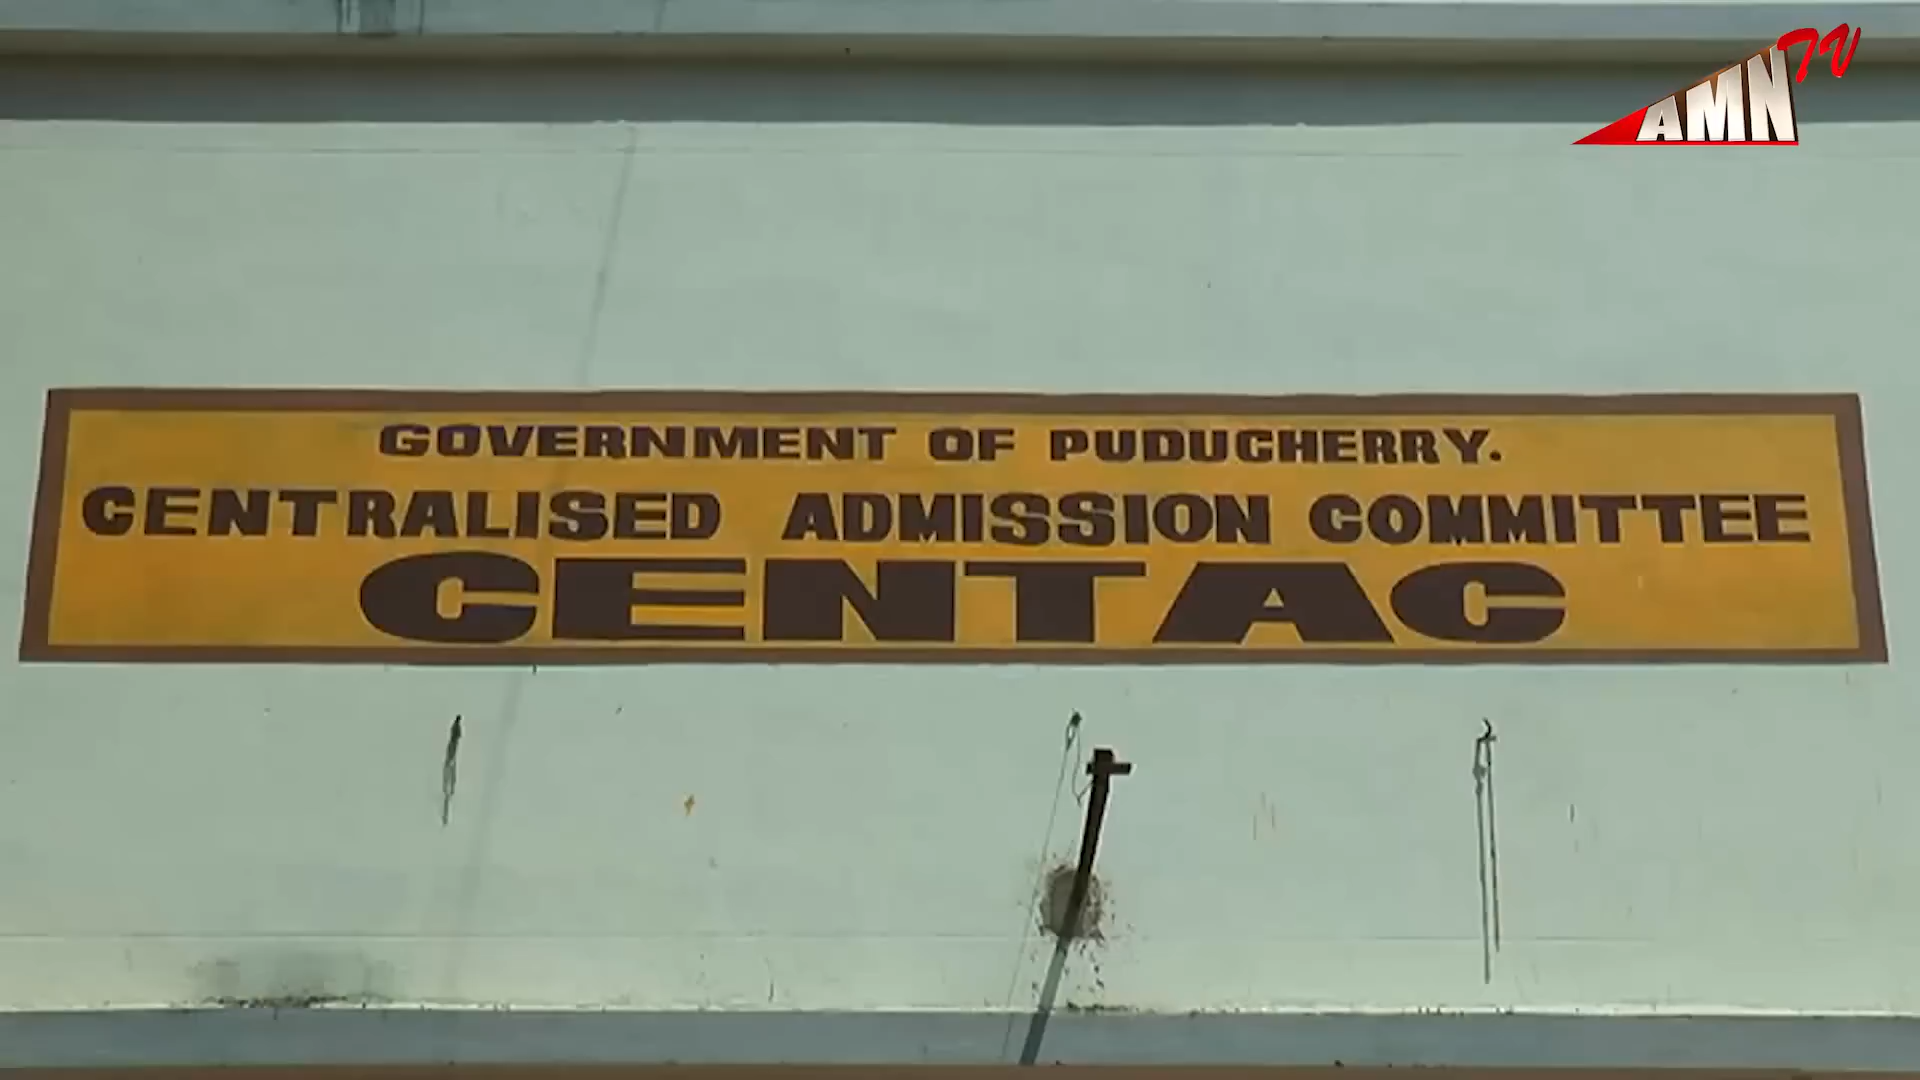 AMN TV
GOVERNMENT OF PUDUCHERRY.
CENTRALISED ADMISSION COMMITTEE
CENTAC